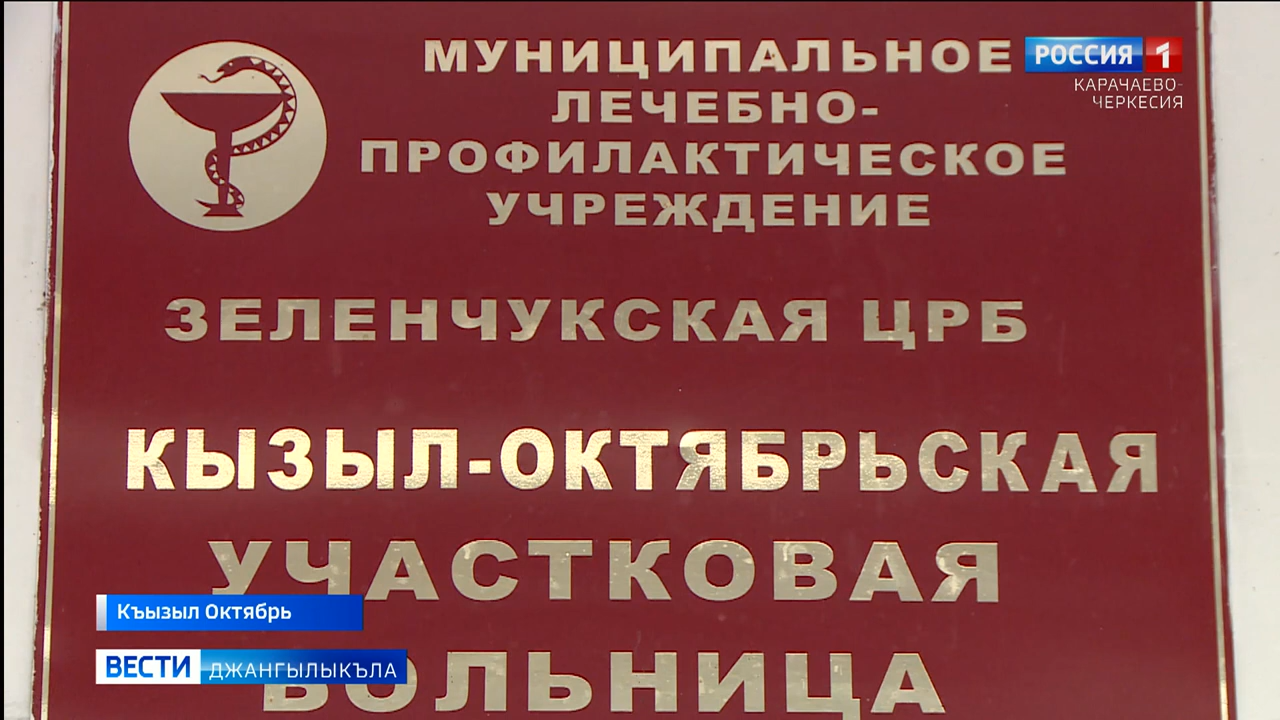 МУНИЦИПАЛЬНОЕ
ЛЕЧЕБНО-
ПРОФИЛАКТИЧЕСКОЕ
УЧРЕЖДЕНИЕ
РОССИЯ 1
КАРАЧАЕВО-
ЧЕРКЕСИЯ
ЗЕЛЕНЧУКСКАЯ ЦРБ
КЫЗЫЛ-ОКТЯБРЬСКАЯ
УЧАСТКОВАЯ
БОЛЬНИЦА
Къызыл Октябрь
ВЕСТИ ДЖАНГЫЛЫКЪЛА